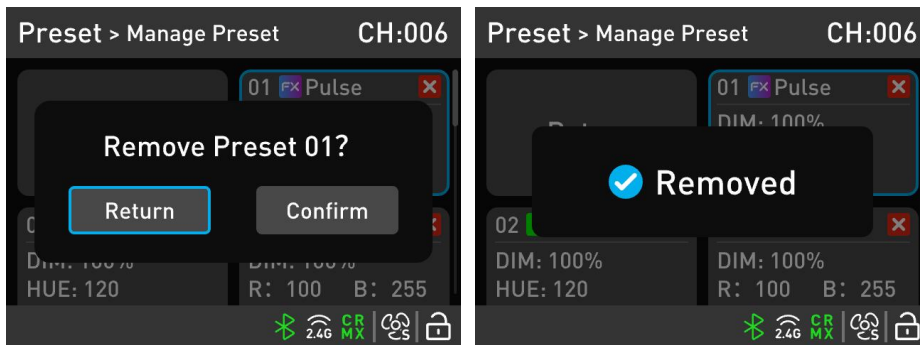 Preset > Manage Preset CH:006
01 FX Pulse
Remove Preset 01?
Return Confirm
DIM: 100% DIM: 100%
HUE: 120 R: 100 B: 255
2.4G CR MX S
Preset > Manage Preset CH:006
01 FX Pulse
DIM: 100%
Removed
02
DIM: 100% DIM: 100%
HUE: 120 R: 100 B: 255
2.4G CR MX S